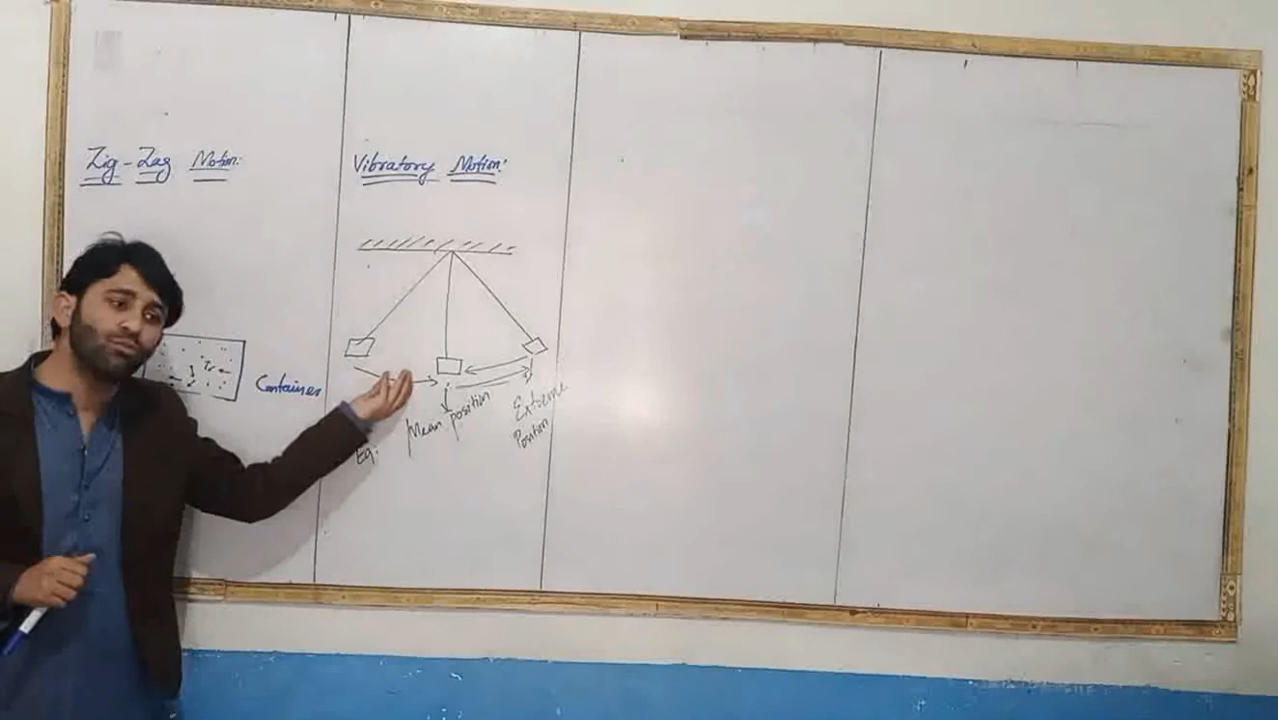 Zig-Zag Motion:
Container
Vibratory Motion:
Mean position
Extreme
Position
Eg: